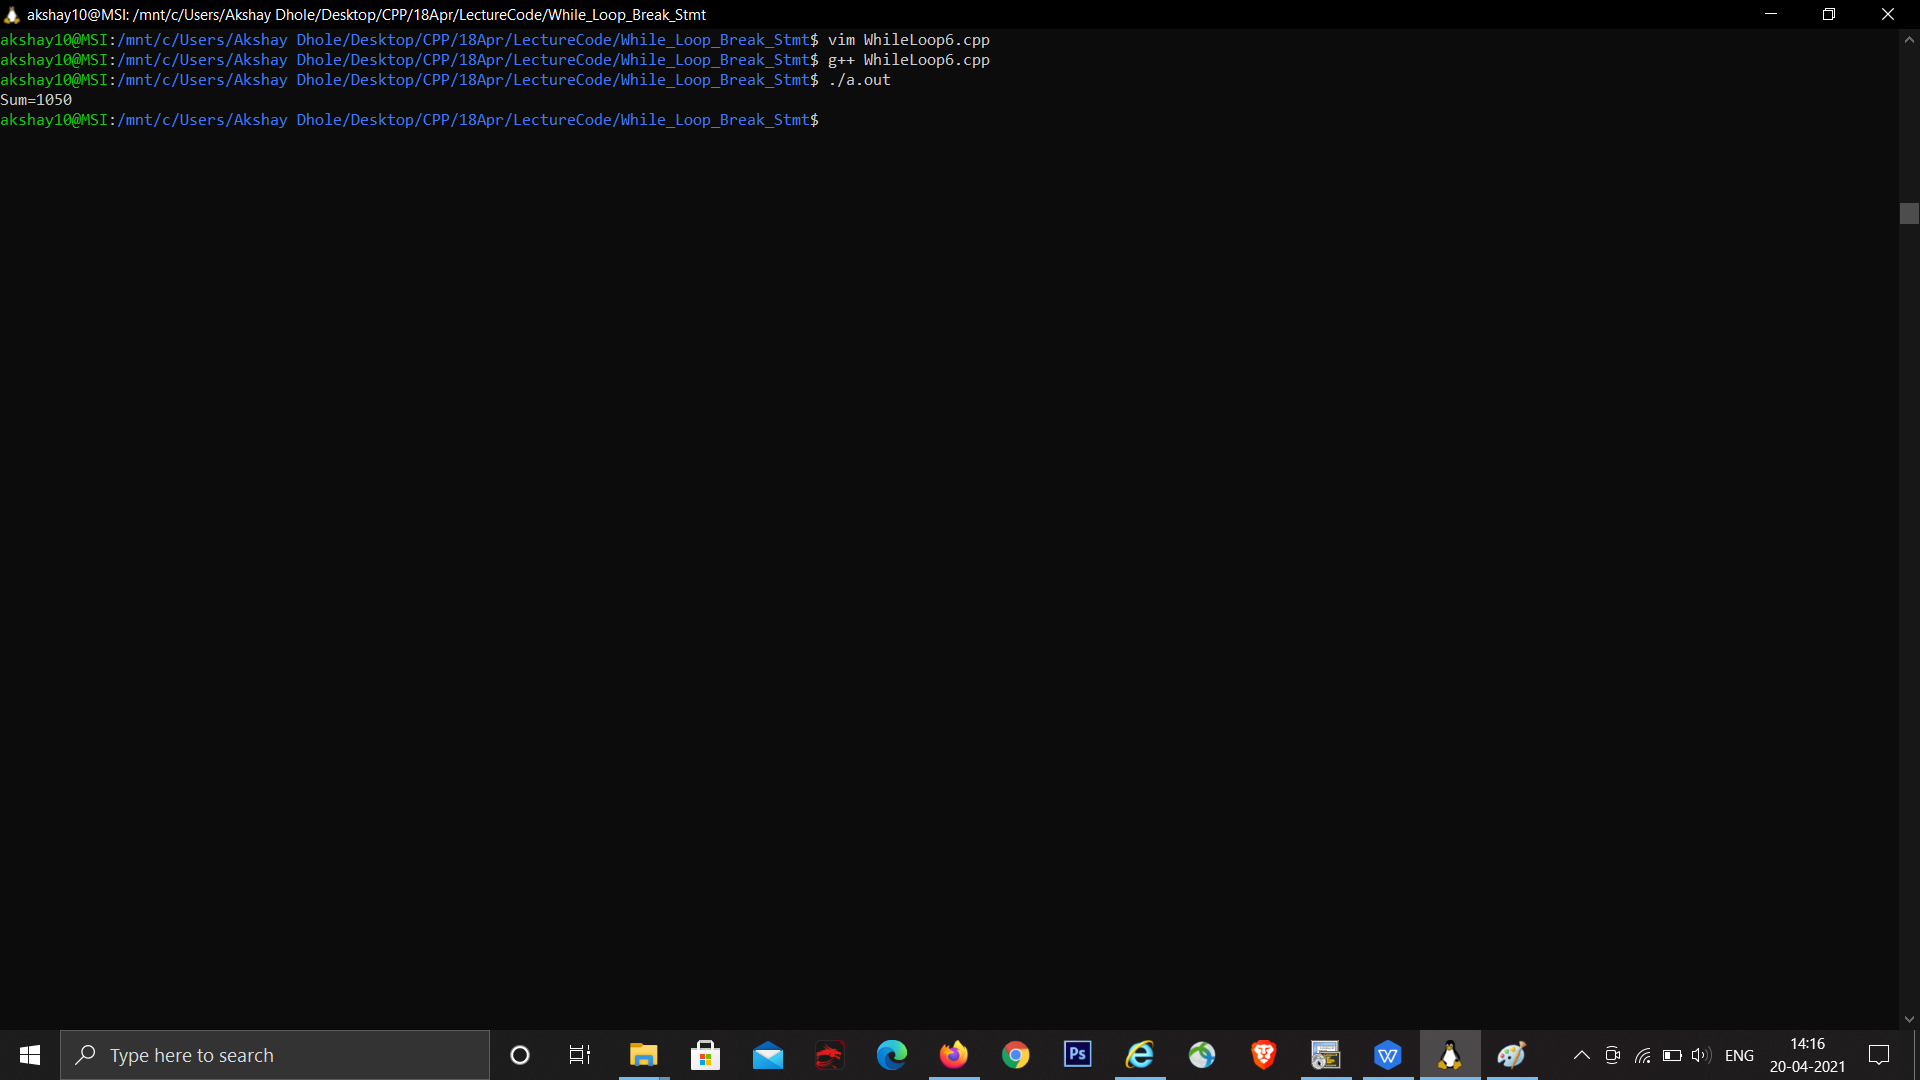 akshay10@MSI: /mnt/c/Users/Akshay Dhole/Desktop/CPP/18Apr/LectureCode/While_Loop_Break_Stmt
akshay10@MSI:/mnt/c/Users/Akshay Dhole/Desktop/CPP/18Apr/LectureCode/While_Loop_Break_Stmt$ vim WhileLoop6.cpp
akshay10@MSI:/mnt/c/Users/Akshay Dhole/Desktop/CPP/18Apr/LectureCode/While_Loop_Break_Stmt$ g++ WhileLoop6.cpp
akshay10@MSI:/mnt/c/Users/Akshay Dhole/Desktop/CPP/18Apr/LectureCode/While_Loop_Break_Stmt$ ./a.out
Sum=1050
akshay10@MSI:/mnt/c/Users/Akshay Dhole/Desktop/CPP/18Apr/LectureCode/While_Loop_Break_Stmt$
Type here to search
Ps
W
ENG
14:16
20-04-2021